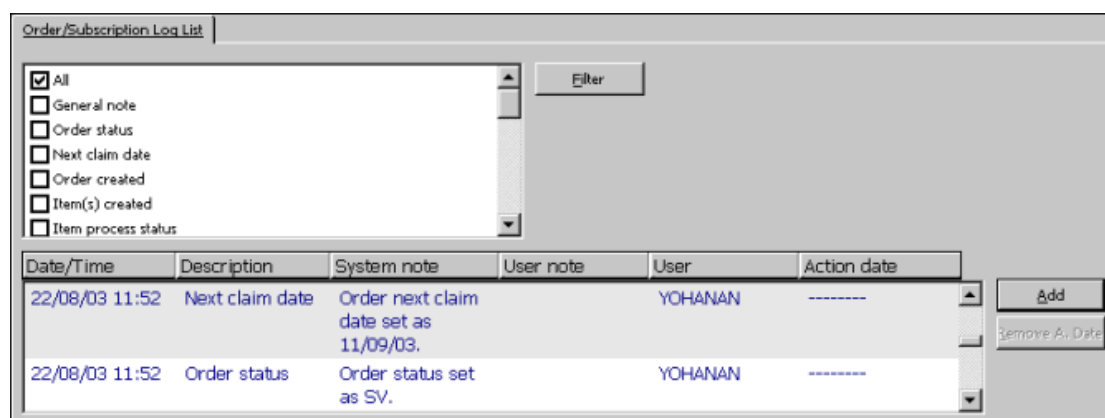 Order/Subscription Log List
All
Filter
General note
Order status
Next claim date
Order created
Item(s) created
Item process status
Date/Time Description System note User note User Action date
22/08/03 11:52 Next claim date Order next claim YOHANAN --------
date set as
11/09/03.
Add
Remove A. Date
22/08/03 11:52 Order status Order status set YOHANAN --------
as SV.